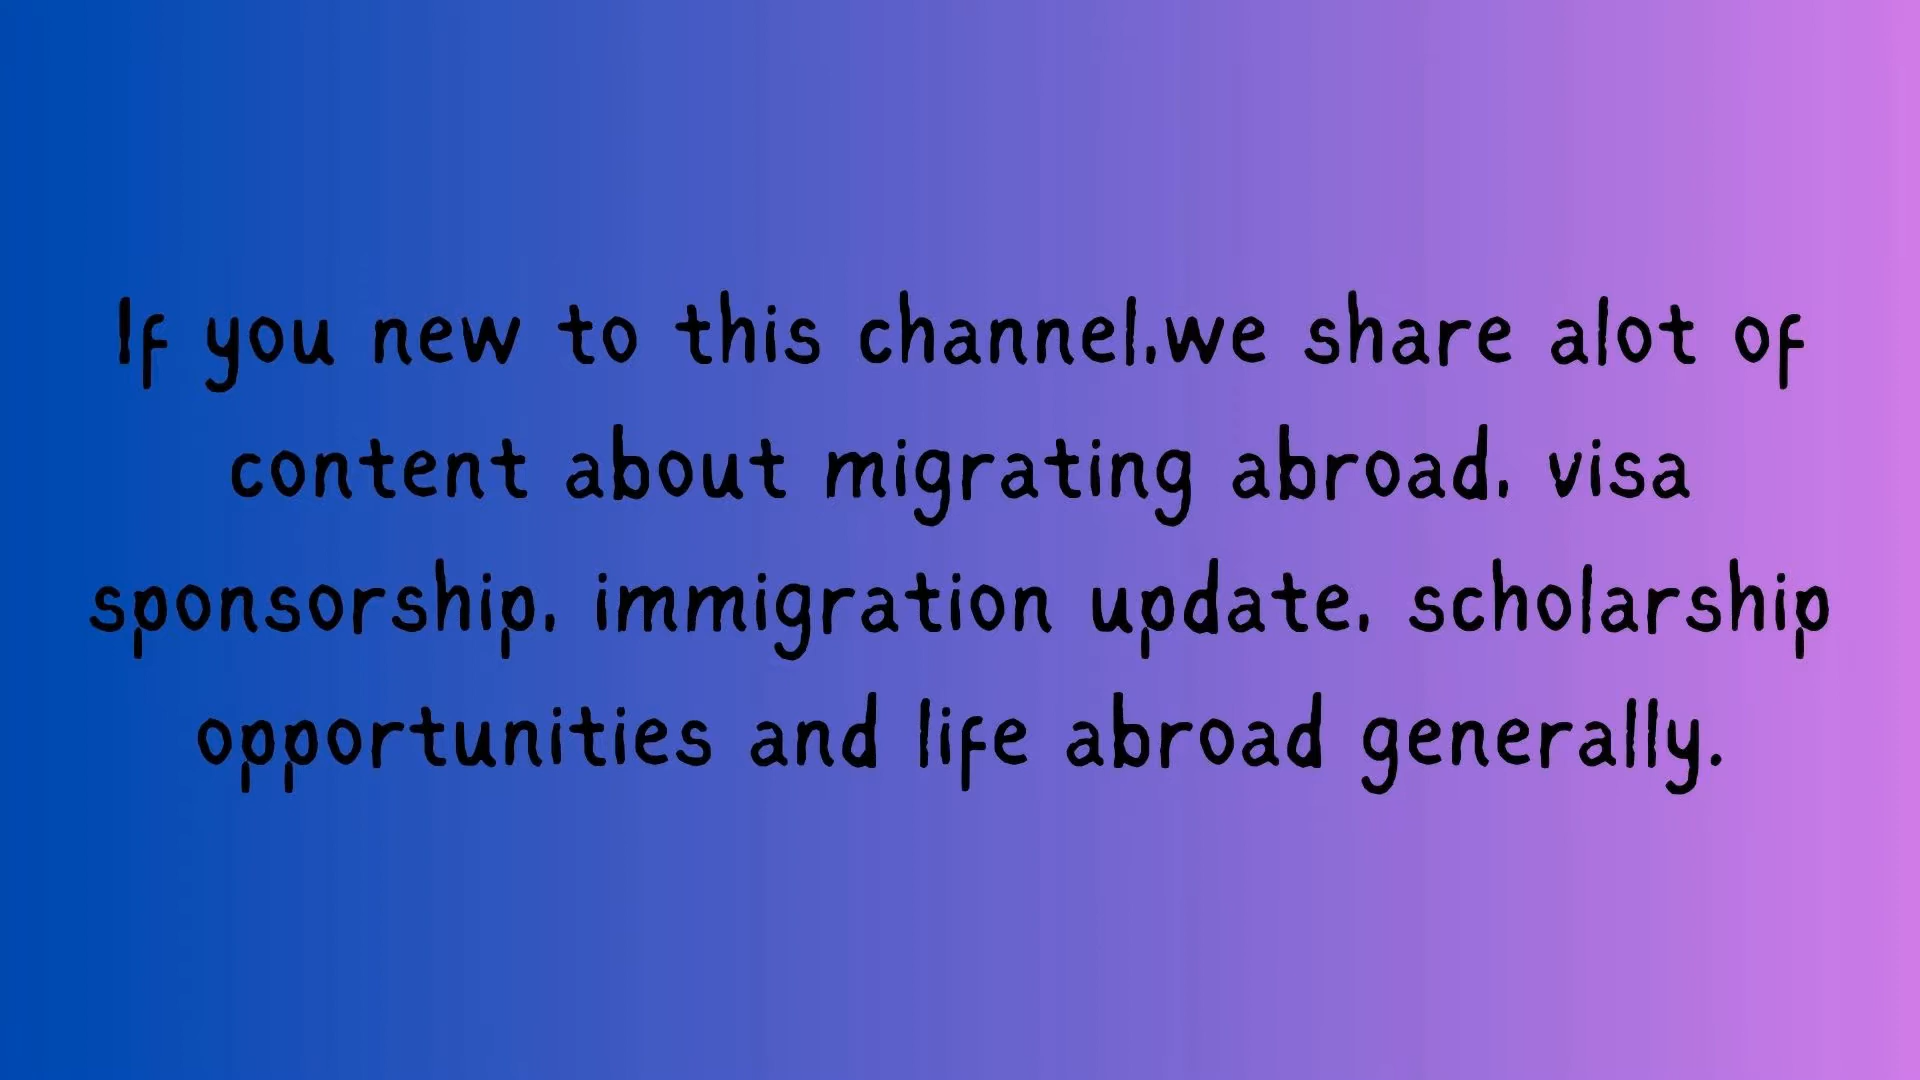 If you new to this channel,we share alot of
content about migrating abroad, visa
sponsorship, immigration update, scholarship
opportunities and life abroad generally.